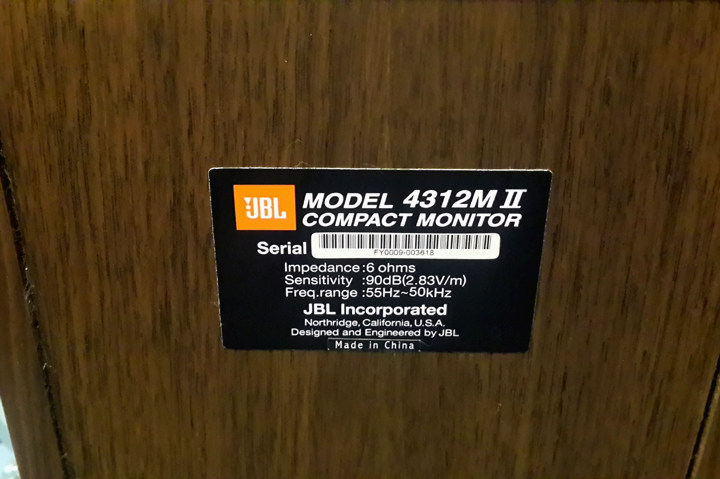 JBL
MODEL 4312M II
COMPACT MONITOR
Serial
FY0009-003618
Impedance:6 ohms
Sensitivity :90dB(2.83V/m)
Freq.range :55Hz~50kHz
JBL Incorporated
Northridge, California, U.S.A.
Designed and Engineered by JBL
Made in China